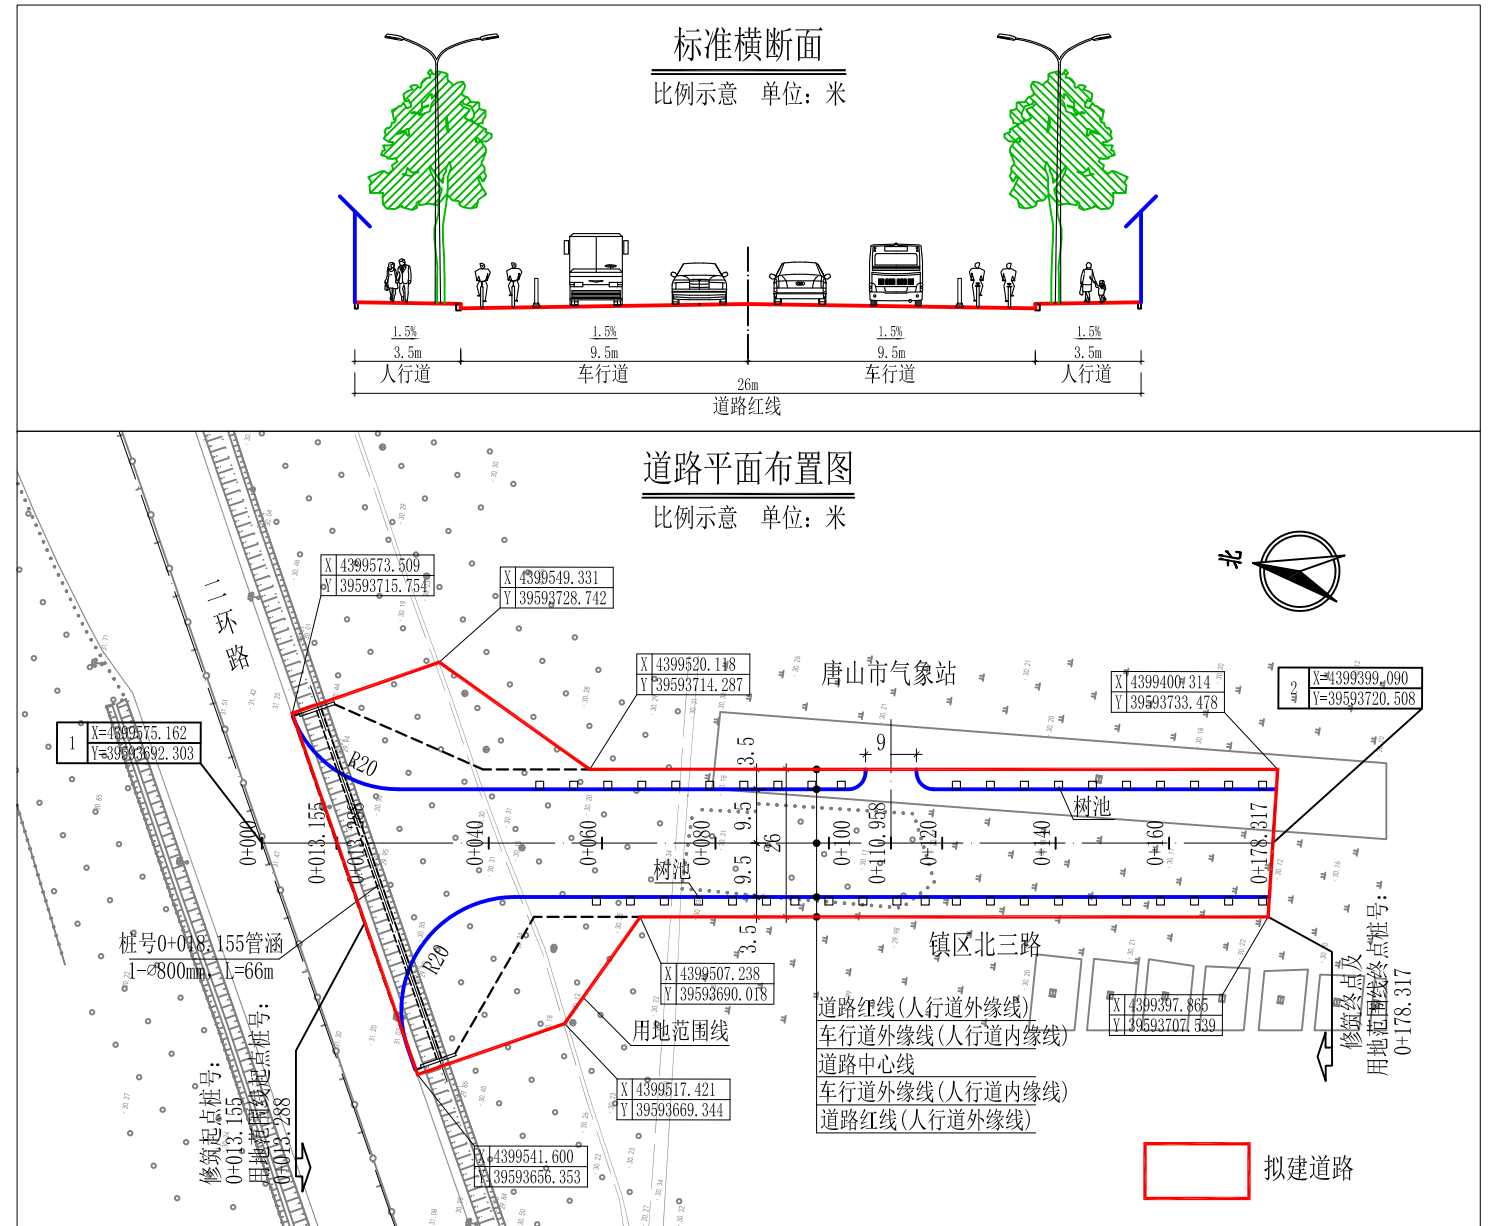 标准横断面
比例示意 单位：米
1.5%
1.5%
1.5%
1.5%
3.5m
9.5m
9.5m
3.5m
人行道
车行道
车行道
人行道
26m
道路红线
道路平面布置图
比例示意 单位：米
北
二环路
X 4399573.509
Y 39593715.754
X 4399549.331
Y 39593728.742
X 4399520.118
Y 39593714.287
唐山市气象站
X 4399400.314
Y 39593733.478
2 X=4399399.090
Y=39593720.508
1 X=4399575.162
Y=39593692.303
R20
3.5
9
9.5
26
9.5
3.5
树池
树池
0+000
0+013.155
0+013.288
0+040
0+060
0+080
0+100
0+110.958
0+120
0+140
0+160
0+178.317
桩号0+018.155管涵
1-Ø800mm, L=66m
R20
镇区北三路
X 4399507.238
Y 39593690.018
用地范围线
X 4399517.421
Y 39593669.344
X 4399541.600
Y 39593656.353
X 4399397.865
Y 39593707.539
道路红线(人行道外缘线)
车行道外缘线(人行道内缘线)
道路中心线
车行道外缘线(人行道内缘线)
道路红线(人行道外缘线)
修筑起点桩号：
0+013.155
用地范围线起点桩号：
0+013.288
修筑终点及
用地范围线终点桩号：
0+178.317
拟建道路